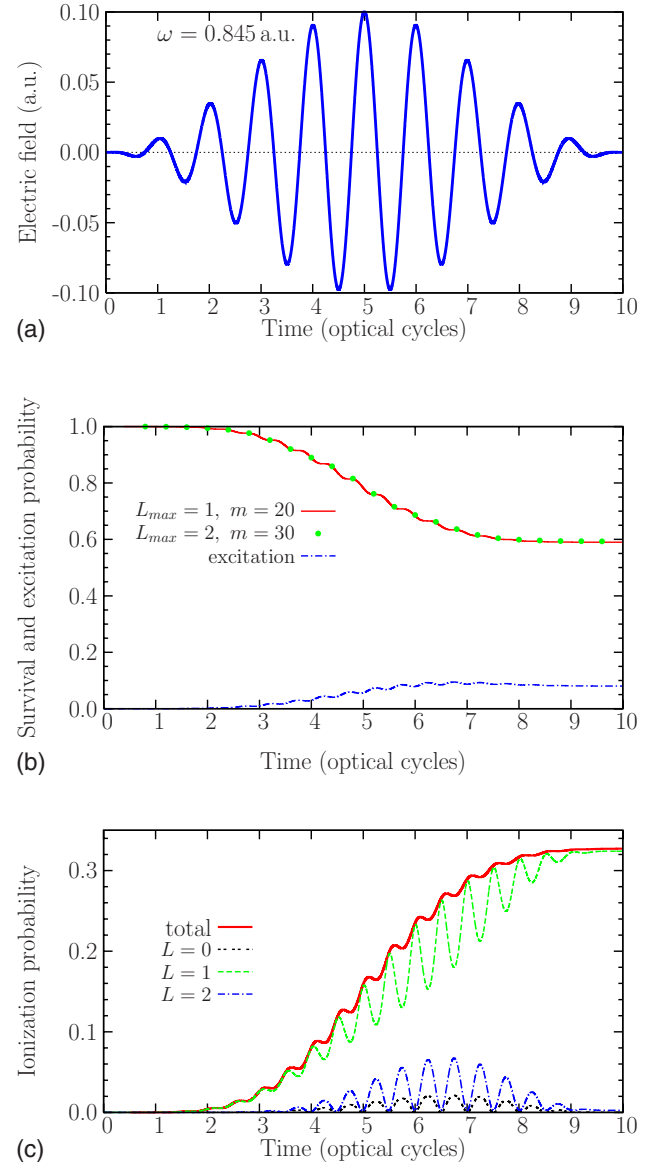 0.10
ω = 0.845 a.u.
0.05
0.00
-0.05
-0.10
Electric field (a.u.)
0 1 2 3 4 5 6 7 8 9 10
Time (optical cycles)
(a)
1.0
0.8
0.6
0.4
0.2
0.0
Survival and excitation probability
L_max = 1, m = 20
L_max = 2, m = 30
excitation
0 1 2 3 4 5 6 7 8 9 10
Time (optical cycles)
(b)
0.3
0.2
0.1
0.0
Ionization probability
total
L = 0
L = 1
L = 2
0 1 2 3 4 5 6 7 8 9 10
Time (optical cycles)
(c)